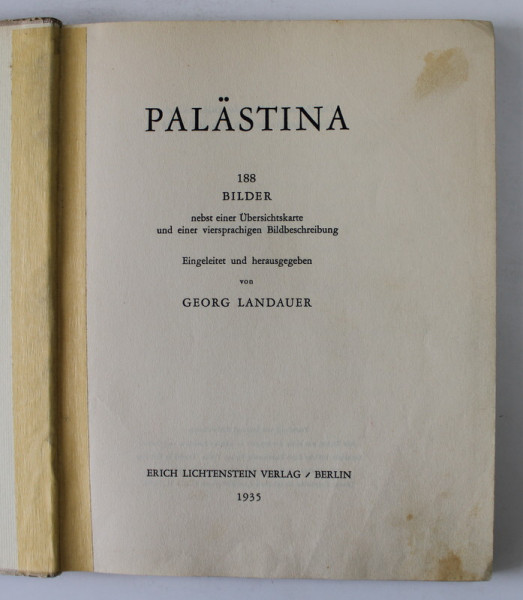 PALÄSTINA
188
BILDER
nebst einer Übersichtskarte
und einer viersprachigen Bildbeschreibung
Eingeleitet und herausgegeben
von
GEORG LANDAUER
ERICH LICHTENSTEIN VERLAG / BERLIN
1935